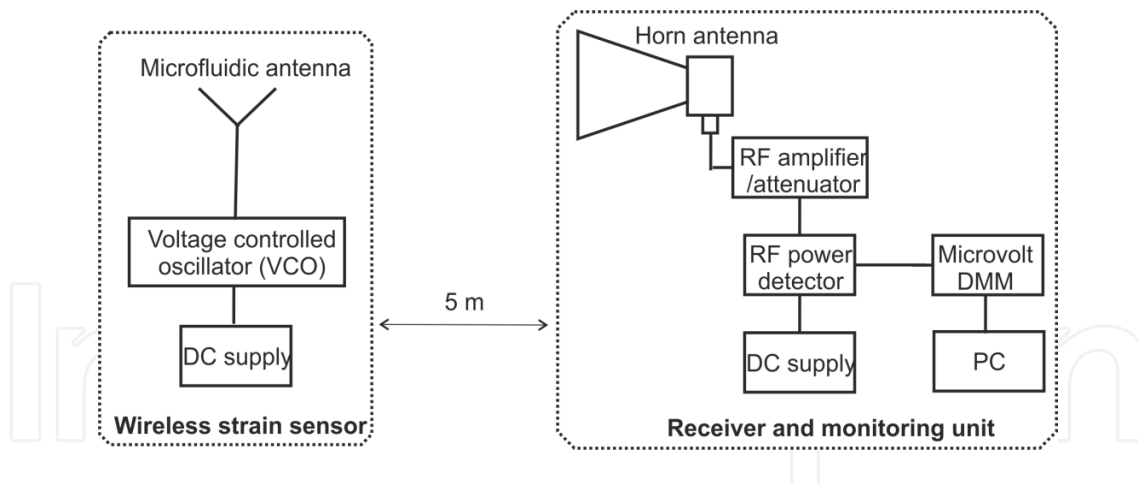 Microfluidic antenna
Voltage controlled
oscillator (VCO)
DC supply
Wireless strain sensor
5 m
Horn antenna
RF amplifier
/attenuator
RF power
detector
Microvolt
DMM
DC supply
PC
Receiver and monitoring unit